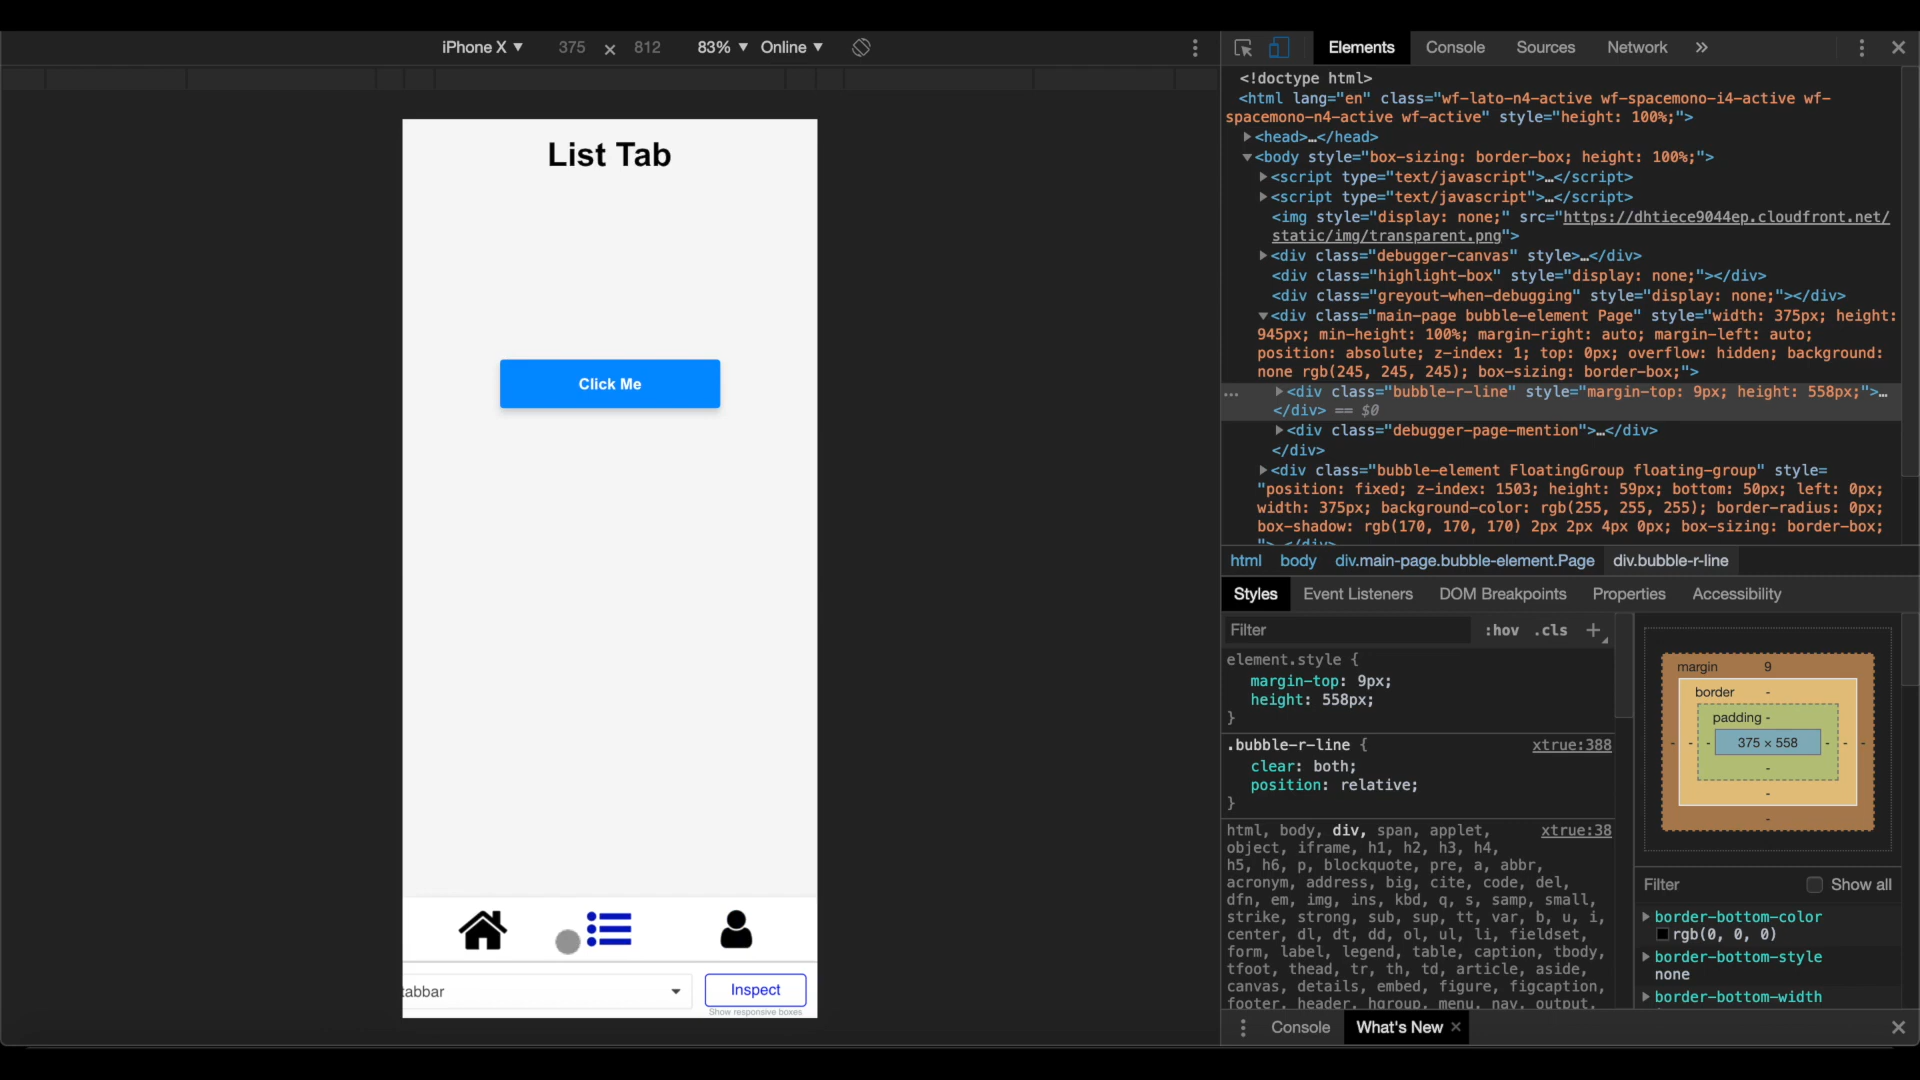 iPhone X ▼ 375 × 812 83% ▼ Online ▼
List Tab
Click Me
tabbar
Inspect
Show responsive boxes
Elements Console Sources Network »
<!doctype html>
<html lang="en" class="wf-lato-n4-active wf-spacemono-i4-active wf-
spacemono-n4-active wf-active" style="height: 100%;">
▶<head>…</head>
▼<body style="box-sizing: border-box; height: 100%;">
▶<script type="text/javascript">…</script>
▶<script type="text/javascript">…</script>
<img style="display: none;" src="https://dhtiece9044ep.cloudfront.net/
static/img/transparent.png">
▶<div class="debugger-canvas" style>…</div>
<div class="highlight-box" style="display: none;"></div>
<div class="greyout-when-debugging" style="display: none;"></div>
▼<div class="main-page bubble-element Page" style="width: 375px; height:
945px; min-height: 100%; margin-right: auto; margin-left: auto;
position: absolute; z-index: 1; top: 0px; overflow: hidden; background:
none rgb(245, 245, 245); box-sizing: border-box;">
… ▶<div class="bubble-r-line" style="margin-top: 9px; height: 558px;">…
</div> == $0
▶<div class="debugger-page-mention">…</div>
</div>
▶<div class="bubble-element FloatingGroup floating-group" style=
"position: fixed; z-index: 1503; height: 59px; bottom: 50px; left: 0px;
width: 375px; background-color: rgb(255, 255, 255); border-radius: 0px;
box-shadow: rgb(170, 170, 170) 2px 2px 4px 0px; box-sizing: border-box;
">…</div>
html body div.main-page.bubble-element.Page div.bubble-r-line
Styles Event Listeners DOM Breakpoints Properties Accessibility
Filter :hov .cls +
element.style {
margin-top: 9px;
height: 558px;
}
.bubble-r-line { xtrue:388
clear: both;
position: relative;
}
html, body, div, span, applet, xtrue:38
object, iframe, h1, h2, h3, h4,
h5, h6, p, blockquote, pre, a, abbr,
acronym, address, big, cite, code, del,
dfn, em, img, ins, kbd, q, s, samp, small,
strike, strong, sub, sup, tt, var, b, u, i,
center, dl, dt, dd, ol, ul, li, fieldset,
form, label, legend, table, caption, tbody,
tfoot, thead, tr, th, td, article, aside,
canvas, details, embed, figure, figcaption,
footer, header, hgroup, menu, nav, output,
margin 9
border -
padding -
- - - 375 × 558 - - -
-
-
-
Filter Show all
▶ border-bottom-color
rgb(0, 0, 0)
▶ border-bottom-style
none
▶ border-bottom-width
Console What's New ×